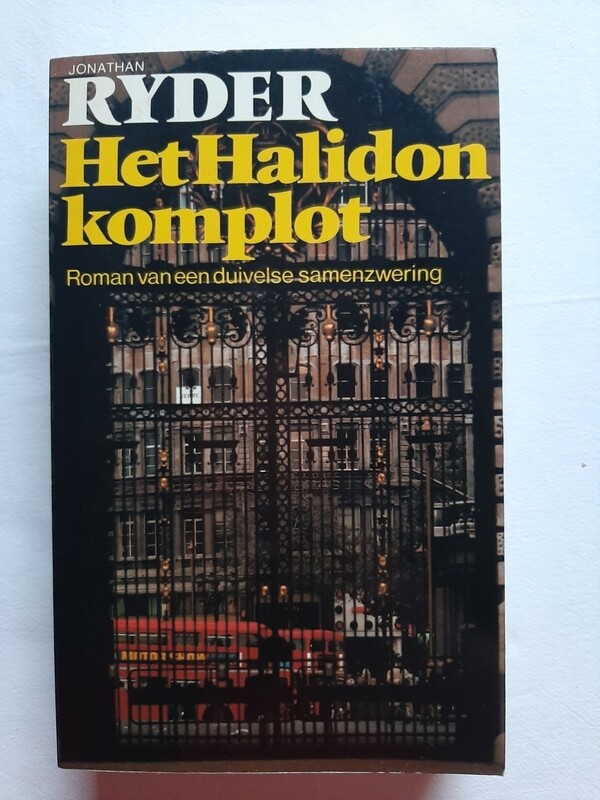 JONATHAN
RYDER
Het Halidon
komplot
Roman van een duivelse samenzwering